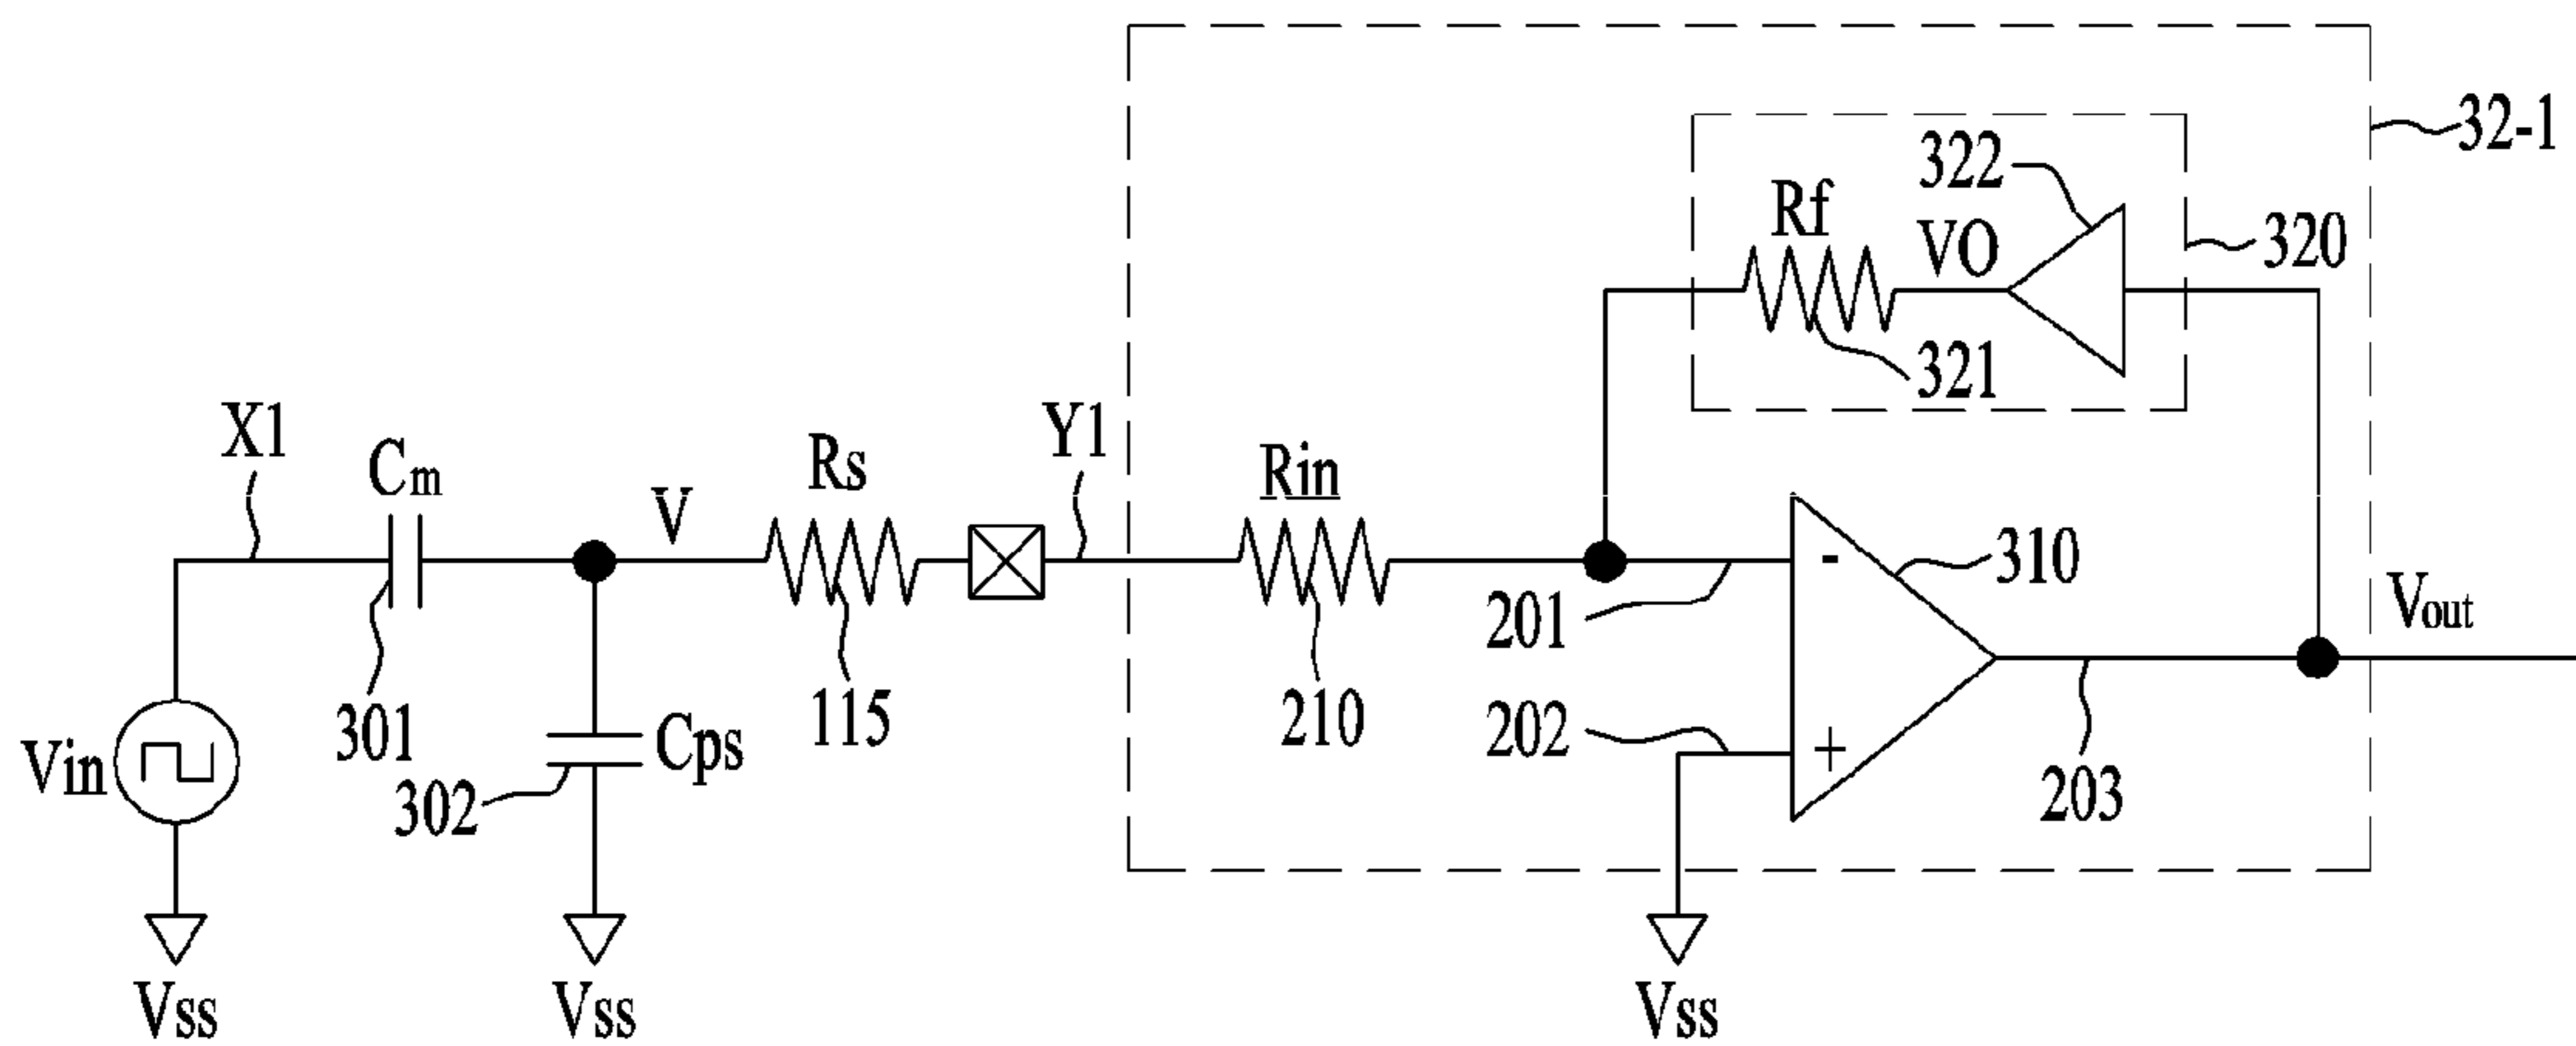 32-1
322
Rf
VO
320
321
X1
Cm
V
Rs
Y1
Rin
-
310
201
Vout
301
115
210
202
+
203
Vin
302
Cps
Vss
Vss
Vss